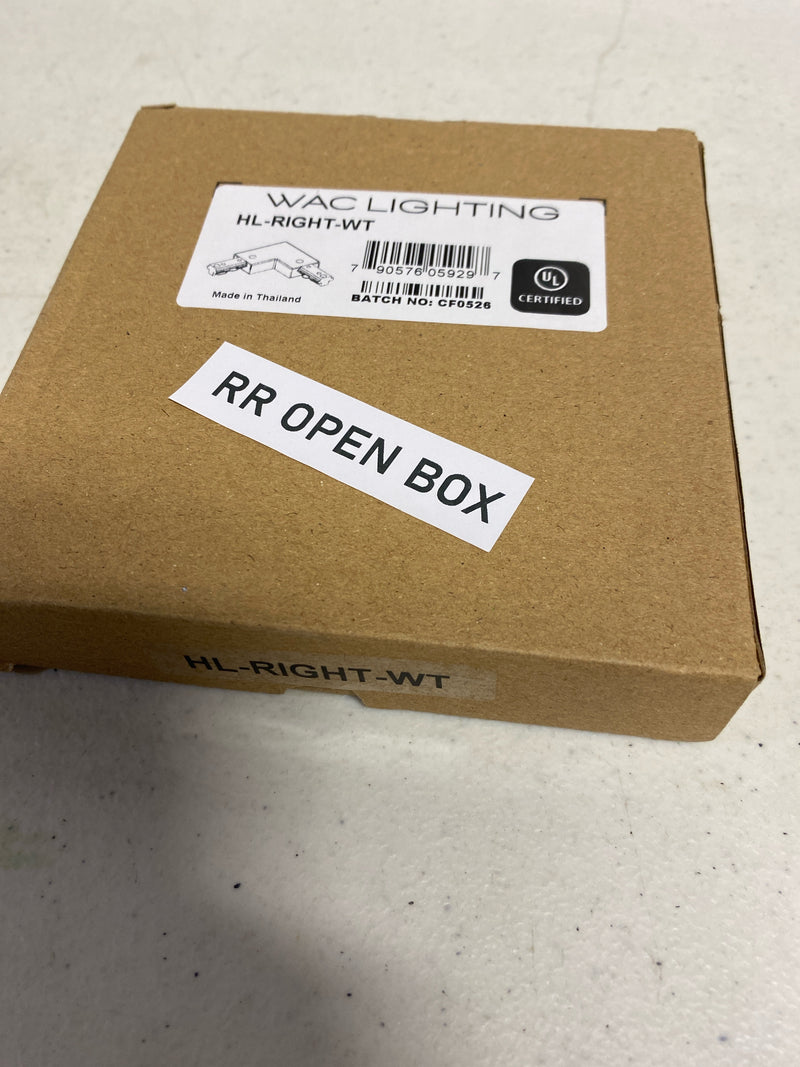 WAC LIGHTING
HL-RIGHT-WT
7 90576 05929 7
Made in Thailand
BATCH NO: CF0526
UL
CERTIFIED
RR OPEN BOX
HL-RIGHT-WT